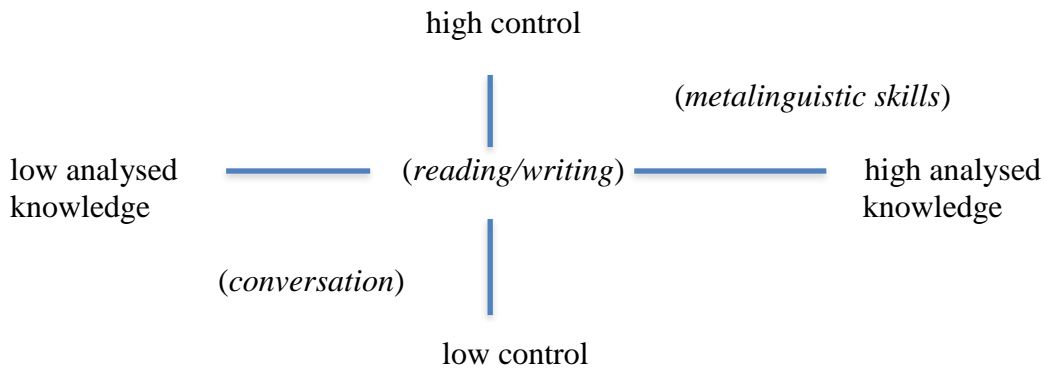 high control
(metalinguistic skills)
low analysed
knowledge
(reading/writing)
high analysed
knowledge
(conversation)
low control